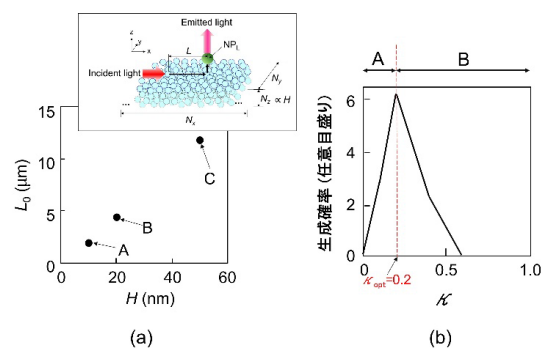 Emitted light
z
y
x
L
NP_L
Incident light
N_y
N_z ∝ H
...
...
N_x
15
10
5
0
L_0 (μm)
A
B
C
0
20
40
60
H (nm)
(a)
A
B
6
4
2
0
生成確率 (任意目盛り)
0
0.5
1.0
κ_opt=0.2
κ
(b)